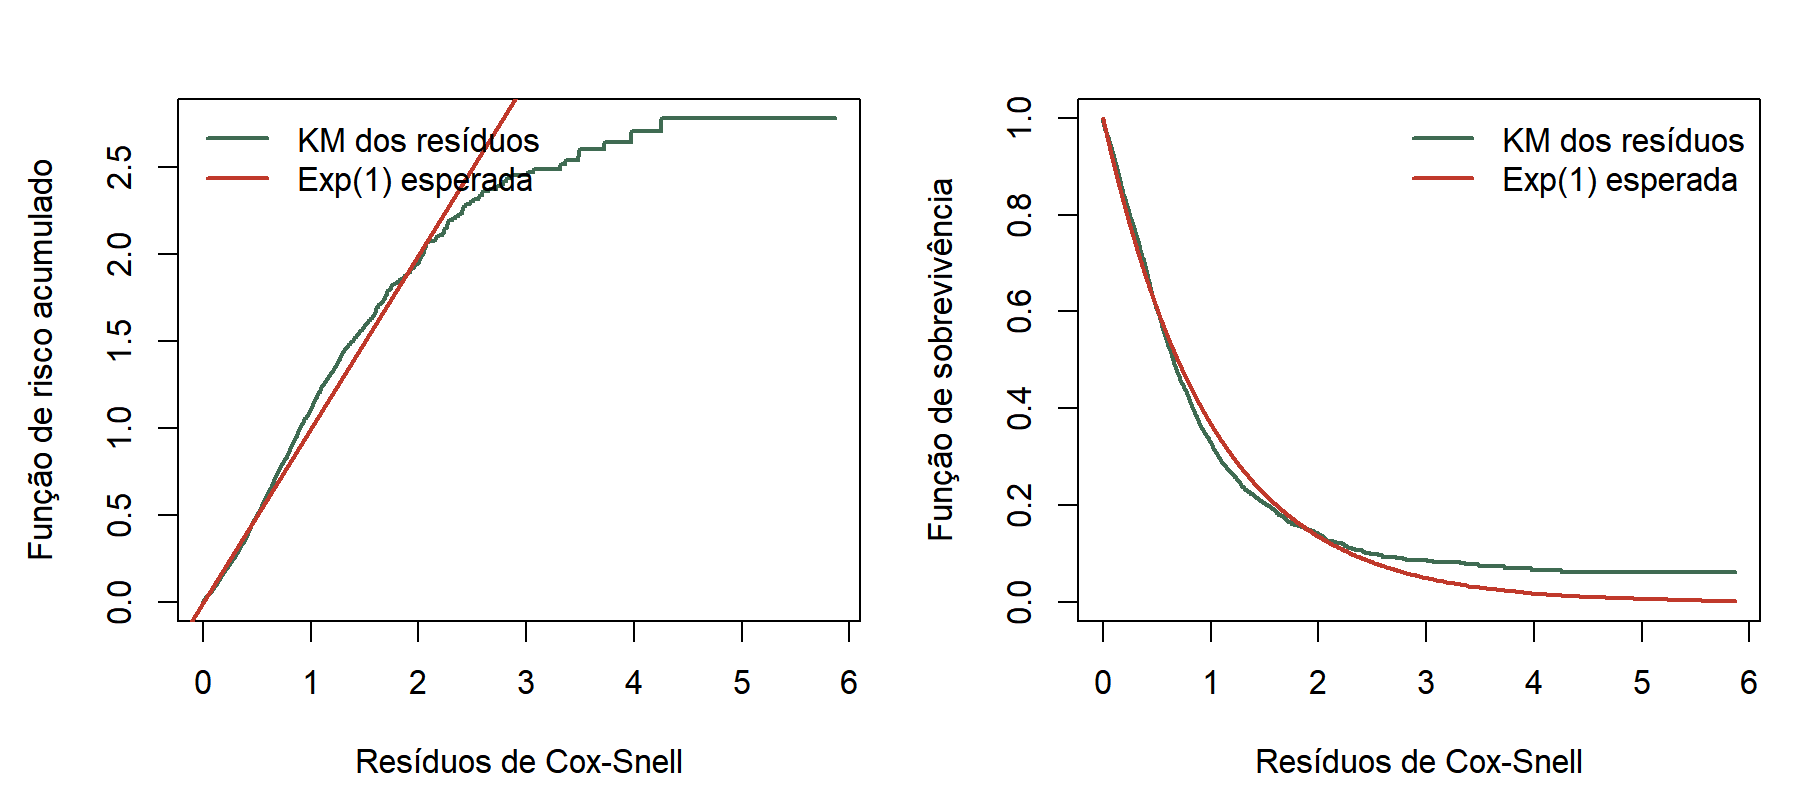 Função de risco acumulado
2.5
2.0
1.5
1.0
0.5
0.0
KM dos resíduos
Exp(1) esperada
0 1 2 3 4 5 6
Resíduos de Cox-Snell
Função de sobrevivência
1.0
0.8
0.6
0.4
0.2
0.0
KM dos resíduos
Exp(1) esperada
0 1 2 3 4 5 6
Resíduos de Cox-Snell